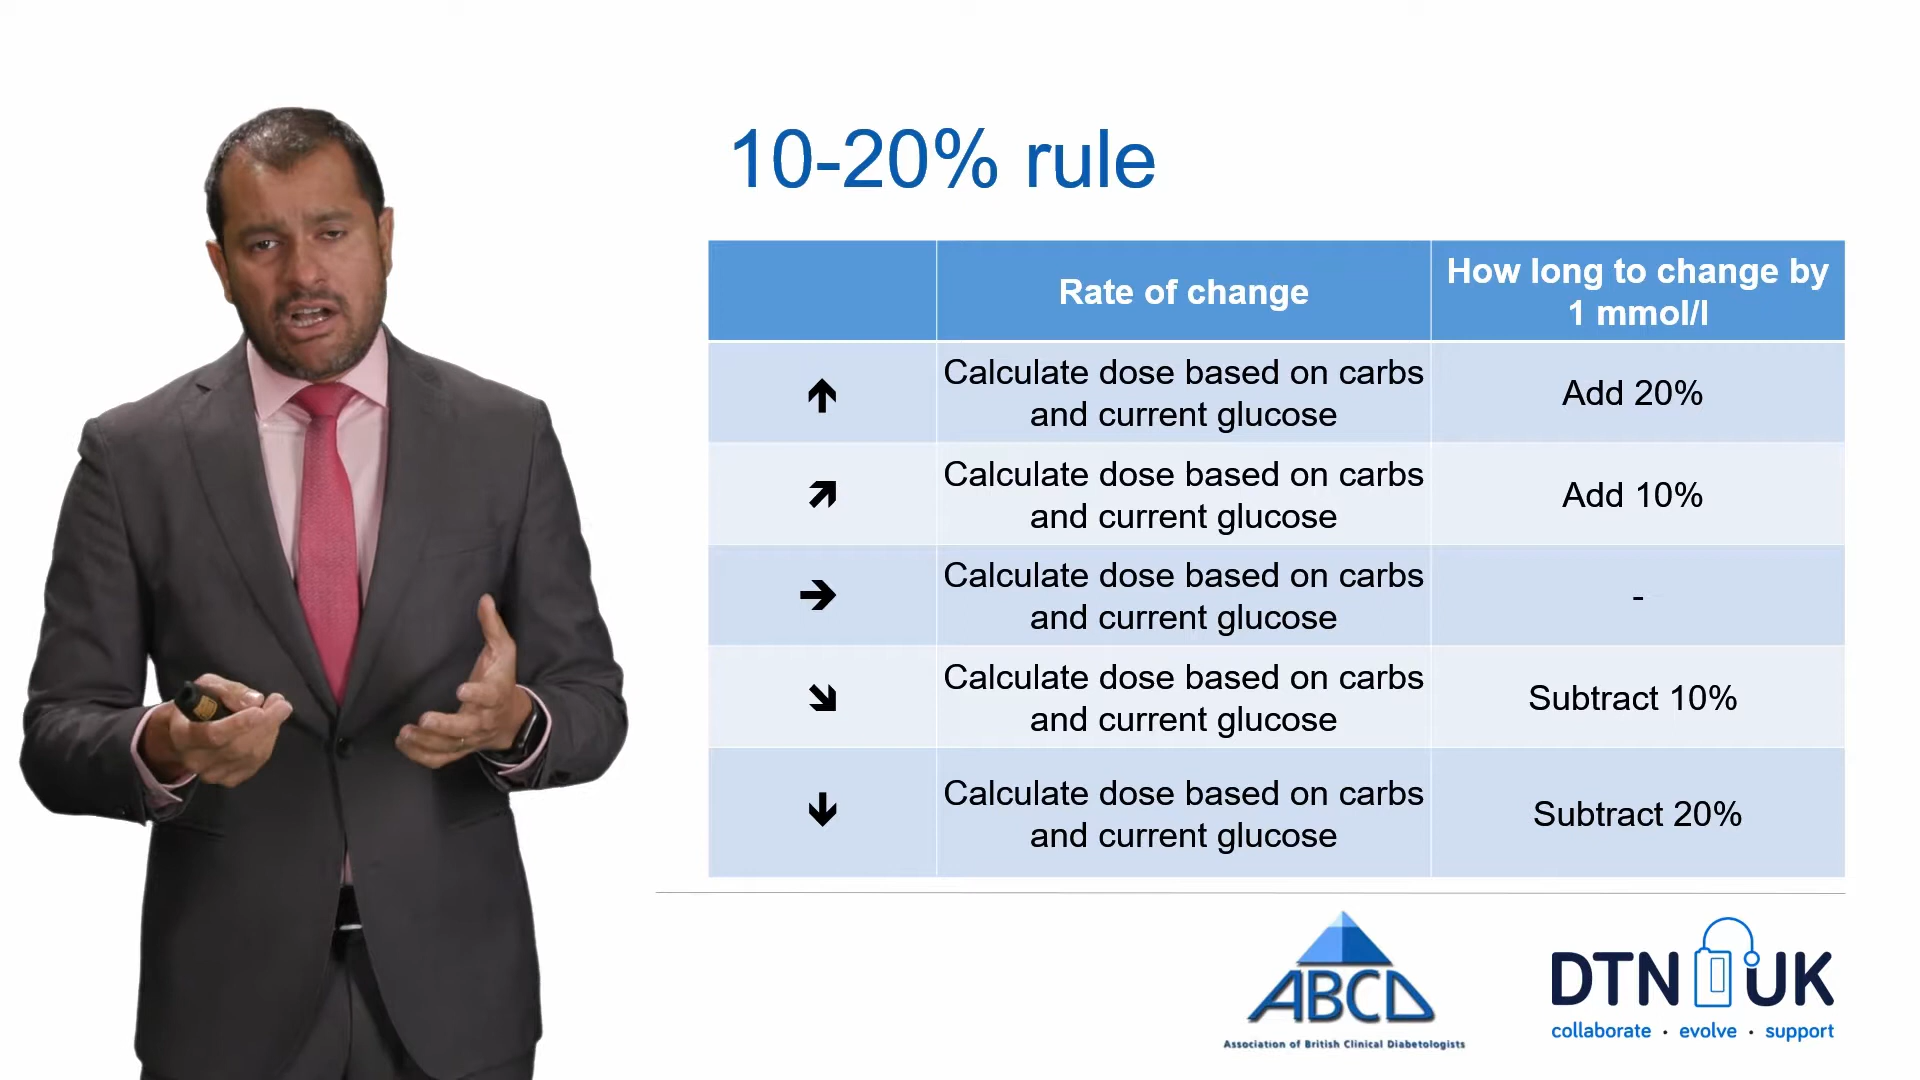 10-20% rule
Rate of change
How long to change by
1 mmol/l
↑
Calculate dose based on carbs
and current glucose
Add 20%
↗
Calculate dose based on carbs
and current glucose
Add 10%
→
Calculate dose based on carbs
and current glucose
-
↘
Calculate dose based on carbs
and current glucose
Subtract 10%
↓
Calculate dose based on carbs
and current glucose
Subtract 20%
ABCD
Association of British Clinical Diabetologists
DTN UK
collaborate · evolve · support